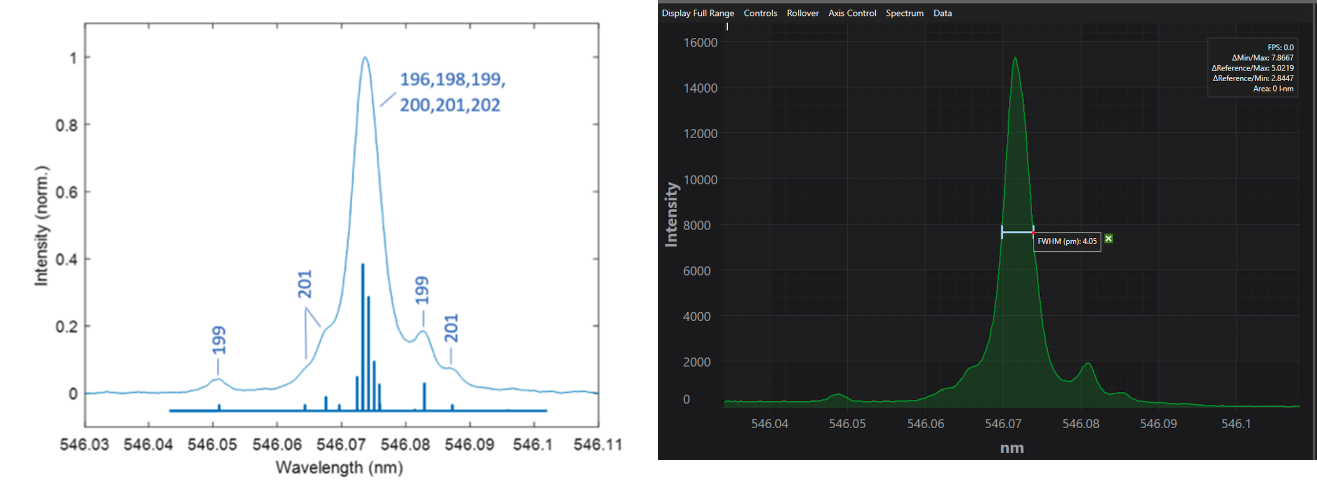 1
0.8
0.6
0.4
0.2
0
Intensity (norm.)
196,198,199,
200,201,202
199
201
199
201
546.03 546.04 546.05 546.06 546.07 546.08 546.09 546.1 546.11
Wavelength (nm)
Display Full Range Controls Rollover Axis Control Spectrum Data
FPS: 0.0
ΔMin/Max: 7.8667
ΔReference/Max: 5.0219
ΔReference/Min: 2.8447
Area: 0 I-nm
16000
14000
12000
10000
8000
6000
4000
2000
0
Intensity
FWHM (pm): 4.05
546.04 546.05 546.06 546.07 546.08 546.09 546.1
nm